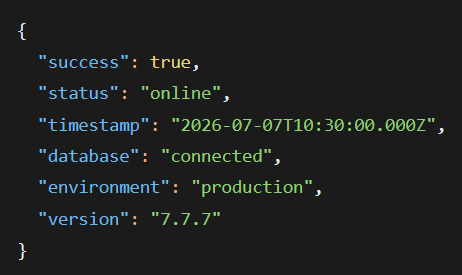 {
  "success": true,
  "status": "online",
  "timestamp": "2026-07-07T10:30:00.000Z",
  "database": "connected",
  "environment": "production",
  "version": "7.7.7"
}